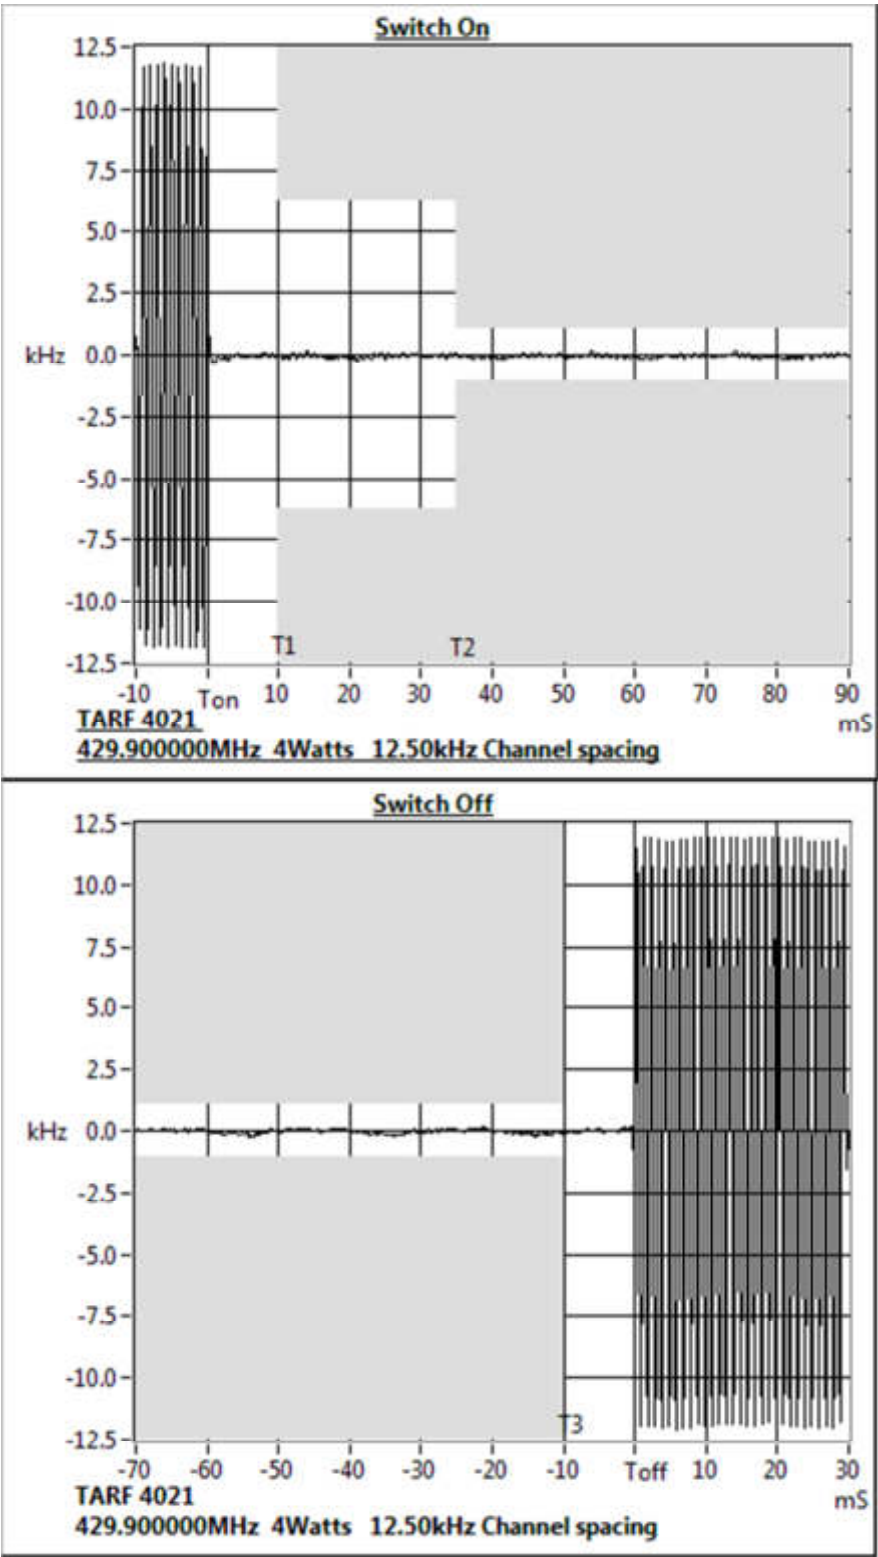 Switch On
12.5
10.0
7.5
5.0
2.5
kHz 0.0
-2.5
-5.0
-7.5
-10.0
-12.5
T1 T2
-10 Ton 10 20 30 40 50 60 70 80 90
mS
TARF 4021
429.900000MHz 4Watts 12.50kHz Channel spacing
Switch Off
12.5
10.0
7.5
5.0
2.5
kHz 0.0
-2.5
-5.0
-7.5
-10.0
-12.5
T3
-70 -60 -50 -40 -30 -20 -10 Toff 10 20 30
mS
TARF 4021
429.900000MHz 4Watts 12.50kHz Channel spacing